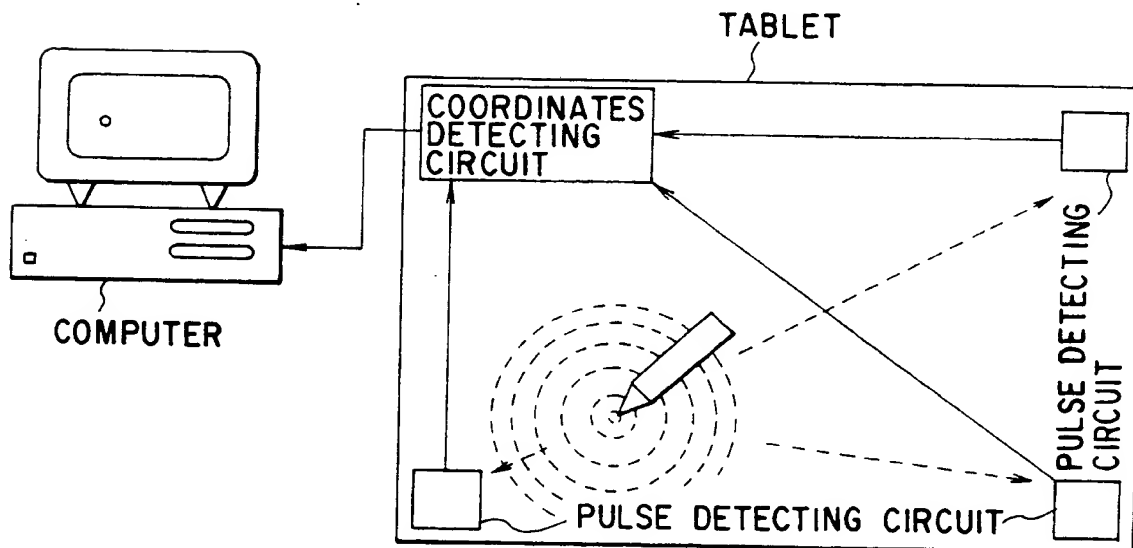 TABLET
COORDINATES
DETECTING
CIRCUIT
COMPUTER
PULSE DETECTING
CIRCUIT
PULSE DETECTING CIRCUIT